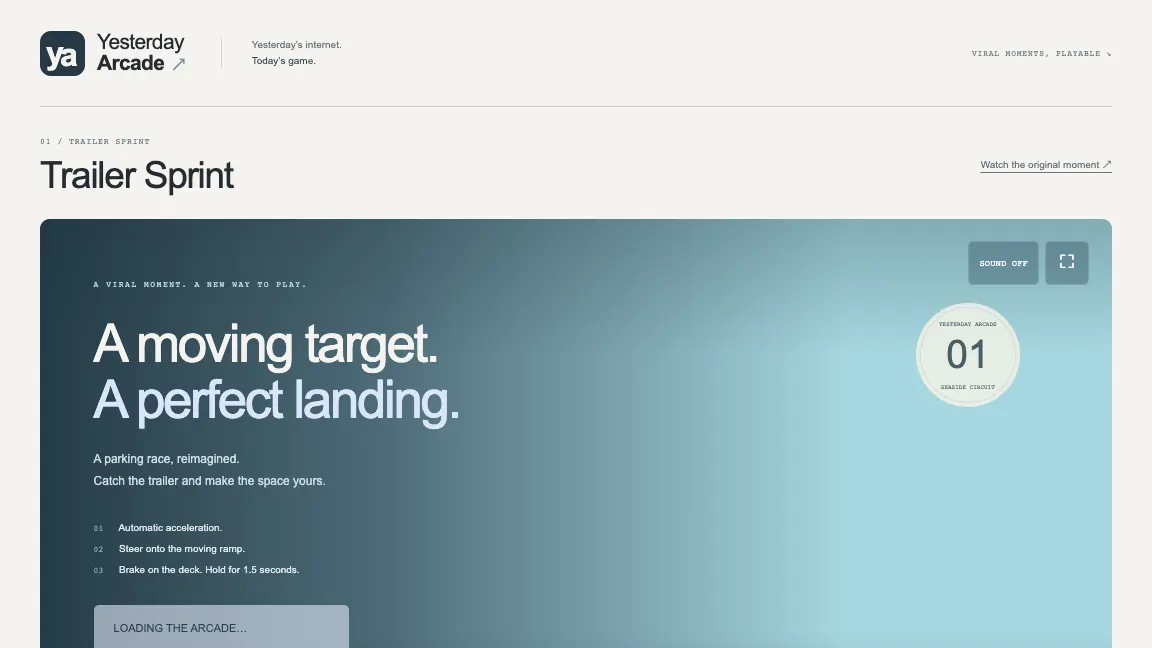 ya
Yesterday
Arcade ↗
Yesterday's internet.
Today's game.
VIRAL MOMENTS, PLAYABLE ↘
01 / TRAILER SPRINT
Trailer Sprint
Watch the original moment ↗
SOUND OFF
A VIRAL MOMENT. A NEW WAY TO PLAY.
YESTERDAY ARCADE
01
SEASIDE CIRCUIT
A moving target.
A perfect landing.
A parking race, reimagined.
Catch the trailer and make the space yours.
01 Automatic acceleration.
02 Steer onto the moving ramp.
03 Brake on the deck. Hold for 1.5 seconds.
LOADING THE ARCADE…